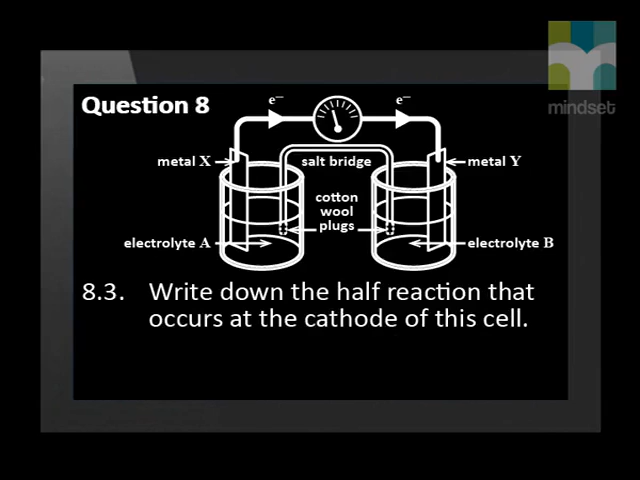 mindset
Question 8
e⁻ e⁻
metal X salt bridge metal Y
cotton
wool
plugs
electrolyte A electrolyte B
8.3. Write down the half reaction that
occurs at the cathode of this cell.